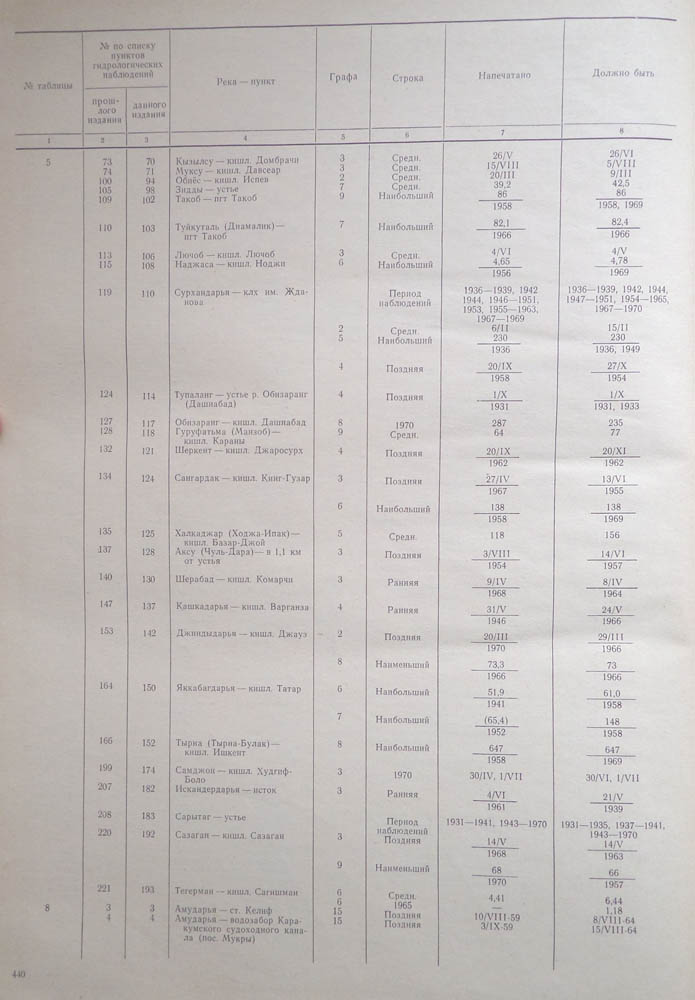 № таблицы | № по списку пунктов гидрологических наблюдений: прошлого издания | данного издания | Река — пункт | Графа | Строка | Напечатано | Должно быть
1 | 2 | 3 | 4 | 5 | 6 | 7 | 8
5 | 73 | 70 | Кызылсу — кишл. Домбрачи | 3 | Средн. | 26/V | 26/VI
74 | 71 | Муксу — кишл. Давсеар | 3 | Средн. | 15/VIII | 5/VIII
100 | 94 | Обиёс — кишл. Испев | 2 | Средн. | 20/III | 9/III
105 | 98 | Зидды — устье | 7 | Средн. | 39,2 | 42,5
109 | 102 | Такоб — пгт Такоб | 9 | Наибольший | 86 | 86
1958 | 1958, 1969
110 | 103 | Туйкуталь (Диамалик) — | 7 | Наибольший | 82,1 | 82,4
пгт Такоб | 1966 | 1966
113 | 106 | Лючоб — кишл. Лючоб | 3 | Средн. | 4/VI | 4/V
115 | 108 | Наджаса — кишл. Ноджи | 6 | Наибольший | 4,65 | 4,78
1956 | 1969
119 | 110 | Сурхандарья — клх им. Жда- | Период | 1936—1939, 1942 | 1936—1939, 1942, 1944,
нова | наблюдений | 1944, 1946—1951, | 1947—1951, 1954—1965,
1953, 1955—1963, | 1967—1970
1967—1969
2 | Средн. | 6/II | 15/II
5 | Наибольший | 230 | 230
1936 | 1936, 1949
4 | Поздняя | 20/IX | 27/X
1958 | 1954
124 | 114 | Тупаланг — устье р. Обизаранг | 4 | Поздняя | 1/X | 1/X
(Дашнабад) | 1931 | 1931, 1933
127 | 117 | Обизаранг — кишл. Дашнабад | 8 | 1970 | 287 | 235
128 | 118 | Гуруфатьма (Манзоб) — | 9 | Средн. | 64 | 77
кишл. Караны
132 | 121 | Шеркент — кишл. Джаросурх | 4 | Поздняя | 20/IX | 20/XI
1962 | 1962
134 | 124 | Сангардак — кишл. Кинг-Гузар | 3 | Поздняя | 27/IV | 13/VI
1967 | 1955
6 | Наибольший | 138 | 138
1958 | 1969
135 | 125 | Халкаджар (Ходжа-Ипак) — | 5 | Средн. | 118 | 156
кишл. Базар-Джой
137 | 128 | Аксу (Чуль-Дара) — в 1,1 км | 3 | Поздняя | 3/VIII | 14/VI
от устья | 1954 | 1957
140 | 130 | Шерабад — кишл. Комарчи | 3 | Ранняя | 9/IV | 8/IV
1968 | 1964
147 | 137 | Кашкадарья — кишл. Варганза | 4 | Ранняя | 31/V | 24/V
1946 | 1966
153 | 142 | Джиндыдарья — кишл. Джауз | 2 | Поздняя | 20/III | 29/III
1970 | 1966
8 | Наименьший | 73,3 | 73
1966 | 1966
164 | 150 | Яккабагдарья — кишл. Татар | 6 | Наибольший | 51,9 | 61,0
1941 | 1958
7 | Наибольший | (65,4) | 148
1952 | 1958
166 | 152 | Тырна (Тырна-Булак) — | 8 | Наибольший | 647 | 647
кишл. Ишкент | 1958 | 1969
199 | 174 | Самджон — кишл. Худгиф- | 3 | 1970 | 30/IV, 1/VII | 30/VI, 1/VII
Боло
207 | 182 | Искандердарья — исток | 3 | Ранняя | 4/VI | 21/V
1961 | 1939
208 | 183 | Сарытаг — устье | Период | 1931—1941, 1943—1970 | 1931—1935, 1937—1941,
наблюдений | 1943—1970
220 | 192 | Сазаган — кишл. Сазаган | 3 | Поздняя | 14/V | 14/V
1968 | 1963
9 | Наименьший | 68 | 66
1970 | 1957
221 | 193 | Тегерман — кишл. Сагишман | 6 | Средн. | 4,41 | 6,44
8 | 3 | 3 | Амударья — ст. Келиф | 6 | 1965 | — | 1,18
15 | Поздняя | 10/VIII-59 | 8/VIII-64
4 | 4 | Амударья — водозабор Кара- | 15 | Поздняя | 3/IX-59 | 15/VIII-64
кумского судоходного кана-
ла (пос. Мукры)
440